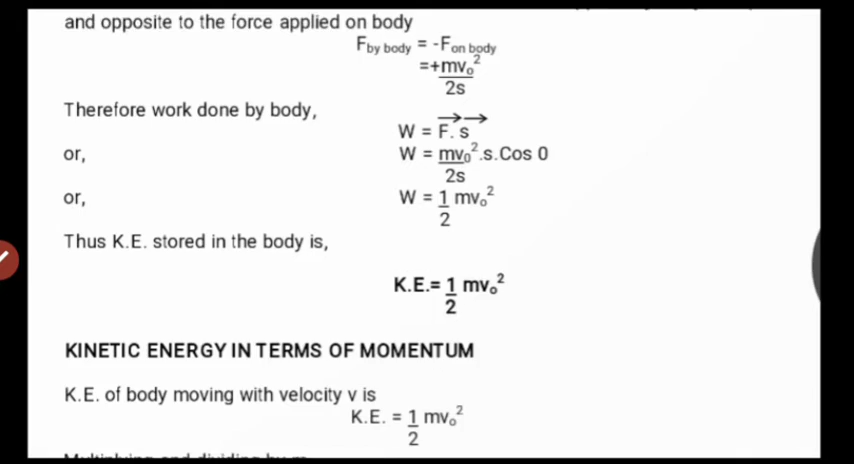 and opposite to the force applied on body
Fby body = -Fon body
=+mvo²
2s
Therefore work done by body,
W = F. s
or,
W = mvo².s.Cos 0
2s
or,
W = 1 mvo²
2
Thus K.E. stored in the body is,
K.E.= 1 mvo²
2
KINETIC ENERGY IN TERMS OF MOMENTUM
K.E. of body moving with velocity v is
K.E. = 1 mvo²
2